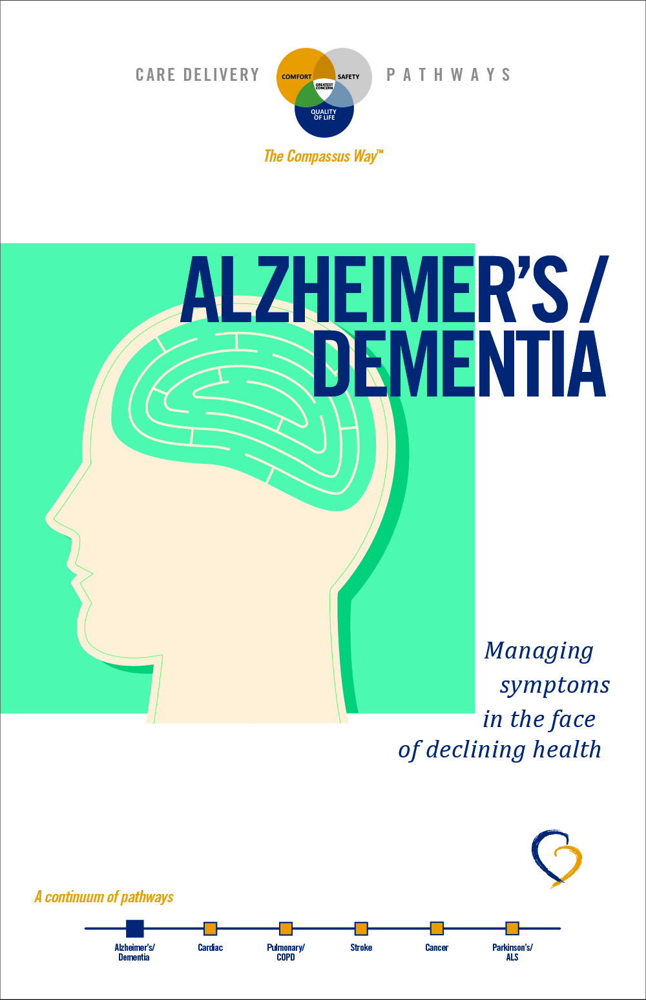 CARE DELIVERY
PATHWAYS
COMFORT
SAFETY
GREATEST
CONCERN
QUALITY
OF LIFE
The Compassus Way™
ALZHEIMER'S /
DEMENTIA
Managing
symptoms
in the face
of declining health
A continuum of pathways
Alzheimer's/
Dementia
Cardiac
Pulmonary/
COPD
Stroke
Cancer
Parkinson's/
ALS